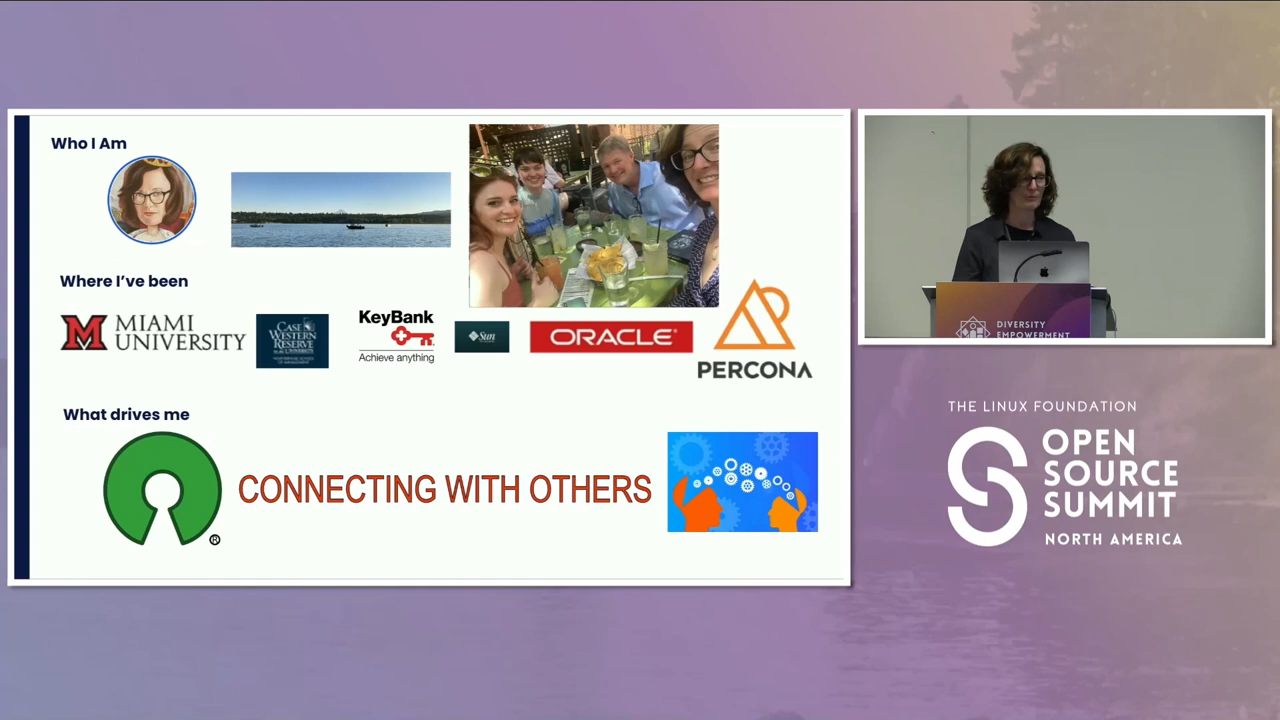 Who I Am
Where I've been
MIAMI
UNIVERSITY
CASE
WESTERN
RESERVE
UNIVERSITY
KeyBank
Achieve anything
Sun
ORACLE®
PERCONA
What drives me
®
CONNECTING WITH OTHERS
DIVERSITY
EMPOWERMENT
THE LINUX FOUNDATION
OPEN
SOURCE
SUMMIT
NORTH AMERICA